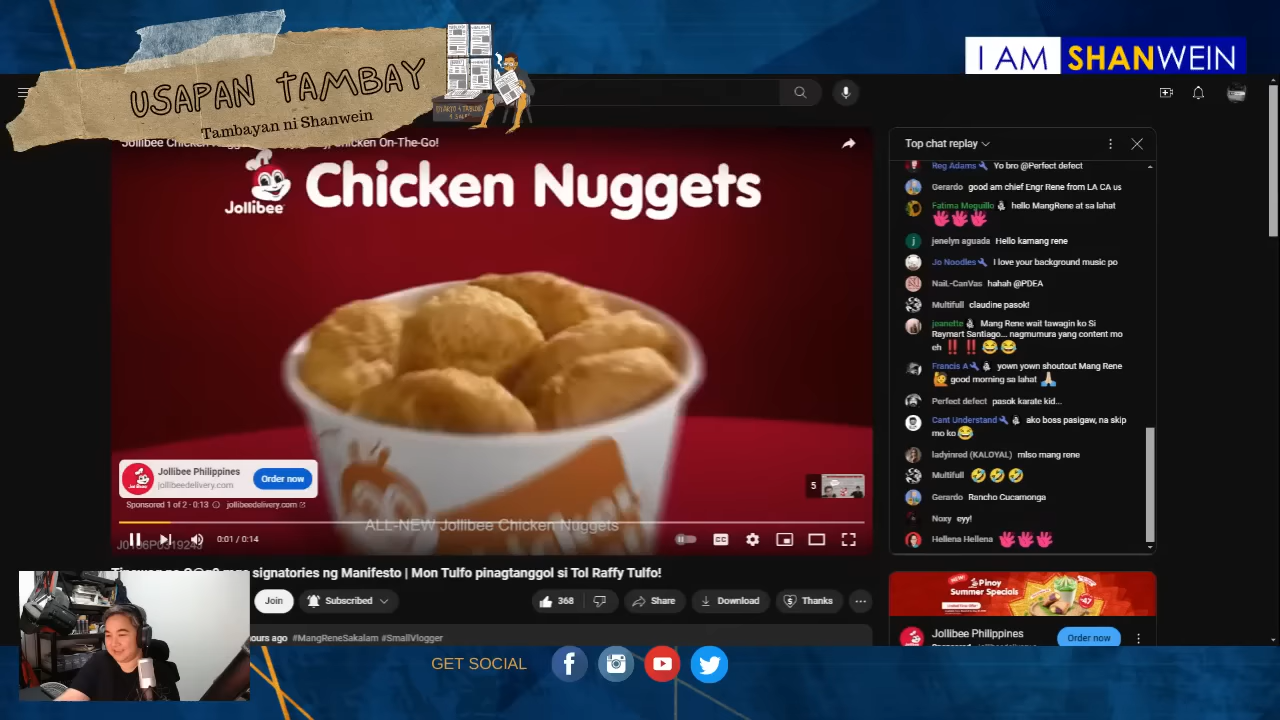 USAPAN TAMBAY
Tambayan ni Shanwein
I AM SHANWEIN
Chicken On-The-Go!
Jollibee
Chicken Nuggets
Jollibee Philippines
jollibeedelivery.com
Order now
Sponsored 1 of 2 · 0:13
jollibeedelivery.com
5
ALL-NEW Jollibee Chicken Nuggets
0:01 / 0:14
CC
signatories ng Manifesto | Mon Tulfo pinagtanggol si Tol Raffy Tulfo!
Join
Subscribed
368
Share
Download
Thanks
hours ago #MangReneSakalam #SmallVlogger
Top chat replay
Reg Adams Yo bro @Perfect defect
Gerardo good am chief Engr Rene from LA CA us
Fatima Meguillo hello MangRene at sa lahat
jenelyn aguada Hello kamang rene
Jo Noodles I love your background music po
NaiL-CanVas hahah @PDEA
Multifull claudine pasok!
jeanette Mang Rene wait tawagin ko Si
Raymart Santiago... nagmumura yang content mo
eh ‼️ ‼️ 😂 😂
Francis A yown yown shoutout Mang Rene
🙋 good morning sa lahat 🙏🏻
Perfect defect pasok karate kid...
Cant Understand ako boss pasigaw, na skip
mo ko 😂
ladyinred (KALOYAL) mlso mang rene
Multifull 🤣 🤣 🤣
Gerardo Rancho Cucamonga
Noxy eyy!
Hellena Hellena
Pinoy
Summer Specials
Jollibee Philippines
Order now
GET SOCIAL